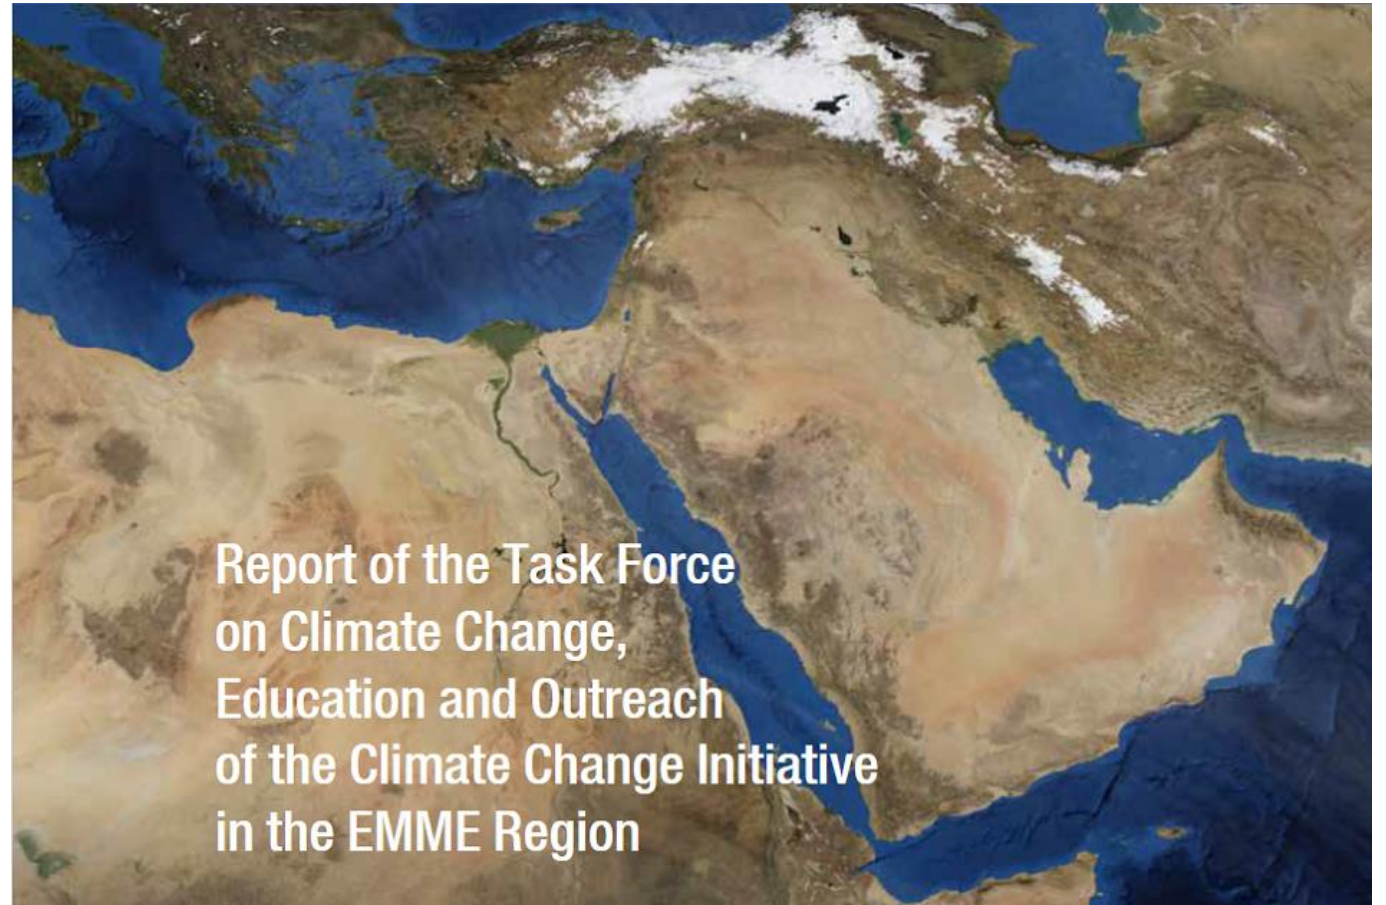 Report of the Task Force
on Climate Change,
Education and Outreach
of the Climate Change Initiative
in the EMME Region